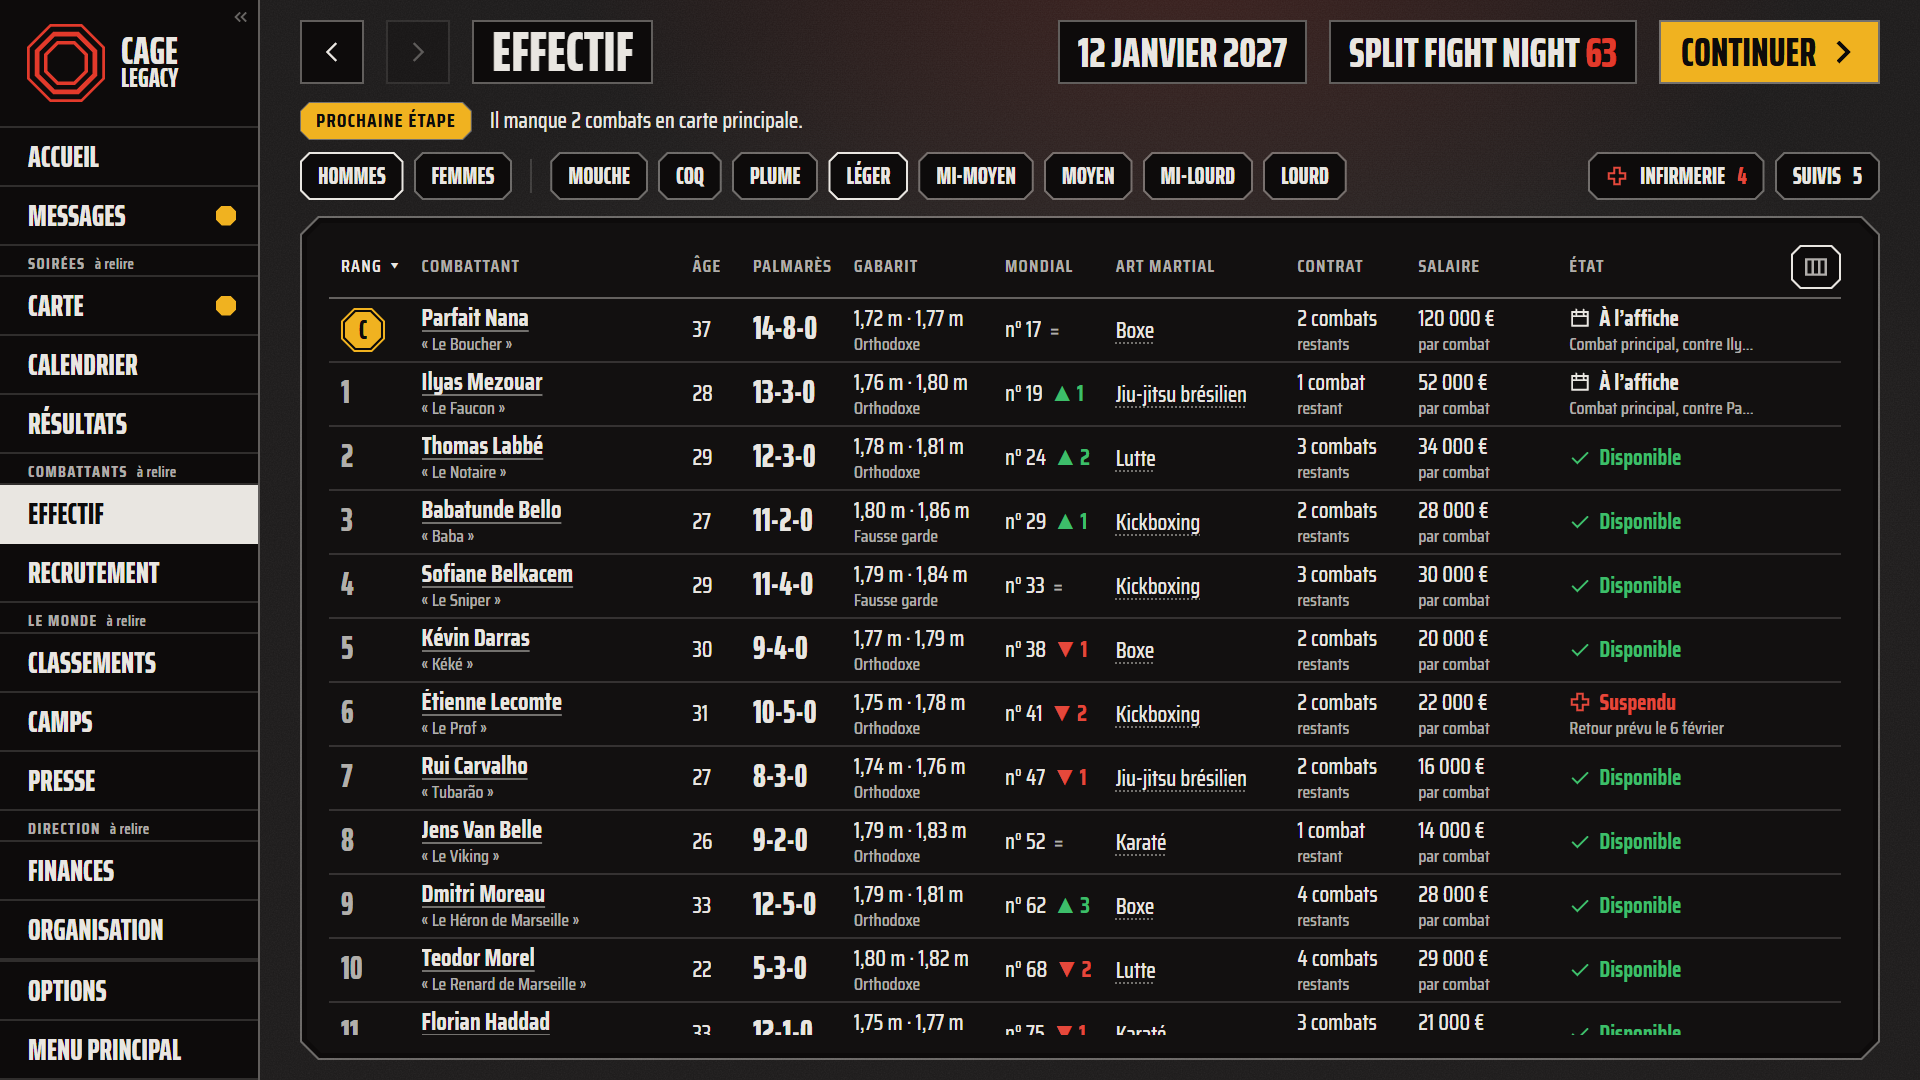 CAGE
LEGACY
ACCUEIL
MESSAGES
SOIRÉES à relire
CARTE
CALENDRIER
RÉSULTATS
COMBATTANTS à relire
EFFECTIF
RECRUTEMENT
LE MONDE à relire
CLASSEMENTS
CAMPS
PRESSE
DIRECTION à relire
FINANCES
ORGANISATION
OPTIONS
MENU PRINCIPAL
EFFECTIF
12 JANVIER 2027
SPLIT FIGHT NIGHT 63
CONTINUER
PROCHAINE ÉTAPE Il manque 2 combats en carte principale.
HOMMES FEMMES MOUCHE COQ PLUME LÉGER MI-MOYEN MOYEN MI-LOURD LOURD INFIRMERIE 4 SUIVIS 5
RANG COMBATTANT ÂGE PALMARÈS GABARIT MONDIAL ART MARTIAL CONTRAT SALAIRE ÉTAT
C Parfait Nana 37 14-8-0 1,72 m · 1,77 m n° 17 = Boxe 2 combats 120 000 € À l’affiche
« Le Boucher » Orthodoxe restants par combat Combat principal, contre Ily...
1 Ilyas Mezouar 28 13-3-0 1,76 m · 1,80 m n° 19 ▲ 1 Jiu-jitsu brésilien 1 combat 52 000 € À l’affiche
« Le Faucon » Orthodoxe restant par combat Combat principal, contre Pa...
2 Thomas Labbé 29 12-3-0 1,78 m · 1,81 m n° 24 ▲ 2 Lutte 3 combats 34 000 € Disponible
« Le Notaire » Orthodoxe restants par combat
3 Babatunde Bello 27 11-2-0 1,80 m · 1,86 m n° 29 ▲ 1 Kickboxing 2 combats 28 000 € Disponible
« Baba » Fausse garde restants par combat
4 Sofiane Belkacem 29 11-4-0 1,79 m · 1,84 m n° 33 = Kickboxing 3 combats 30 000 € Disponible
« Le Sniper » Fausse garde restants par combat
5 Kévin Darras 30 9-4-0 1,77 m · 1,79 m n° 38 ▼ 1 Boxe 2 combats 20 000 € Disponible
« Kéké » Orthodoxe restants par combat
6 Étienne Lecomte 31 10-5-0 1,75 m · 1,78 m n° 41 ▼ 2 Kickboxing 2 combats 22 000 € Suspendu
« Le Prof » Orthodoxe restants par combat Retour prévu le 6 février
7 Rui Carvalho 27 8-3-0 1,74 m · 1,76 m n° 47 ▼ 1 Jiu-jitsu brésilien 2 combats 16 000 € Disponible
« Tubarão » Orthodoxe restants par combat
8 Jens Van Belle 26 9-2-0 1,79 m · 1,83 m n° 52 = Karaté 1 combat 14 000 € Disponible
« Le Viking » Orthodoxe restant par combat
9 Dmitri Moreau 33 12-5-0 1,79 m · 1,81 m n° 62 ▲ 3 Boxe 4 combats 28 000 € Disponible
« Le Héron de Marseille » Orthodoxe restants par combat
10 Teodor Morel 22 5-3-0 1,80 m · 1,82 m n° 68 ▼ 2 Lutte 4 combats 29 000 € Disponible
« Le Renard de Marseille » Orthodoxe restants par combat
11 Florian Haddad 33 12-1-0 1,75 m · 1,77 m n° 75 ▼ 1 Karaté 3 combats 21 000 € Disponible